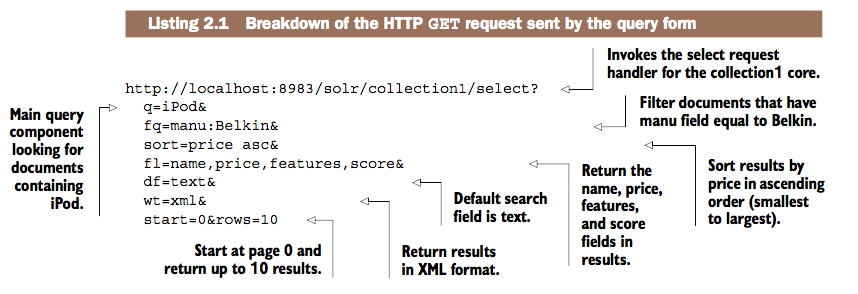 Listing 2.1 Breakdown of the HTTP GET request sent by the query form
Invokes the select request
handler for the collection1 core.
http://localhost:8983/solr/collection1/select?
q=iPod&
fq=manu:Belkin&
sort=price asc&
fl=name,price,features,score&
df=text&
wt=xml&
start=0&rows=10
Main query
component
looking for
documents
containing
iPod.
Filter documents that have
manu field equal to Belkin.
Sort results by
price in ascending
order (smallest
to largest).
Return the
name, price,
features,
and score
fields in
results.
Default search
field is text.
Return results
in XML format.
Start at page 0 and
return up to 10 results.